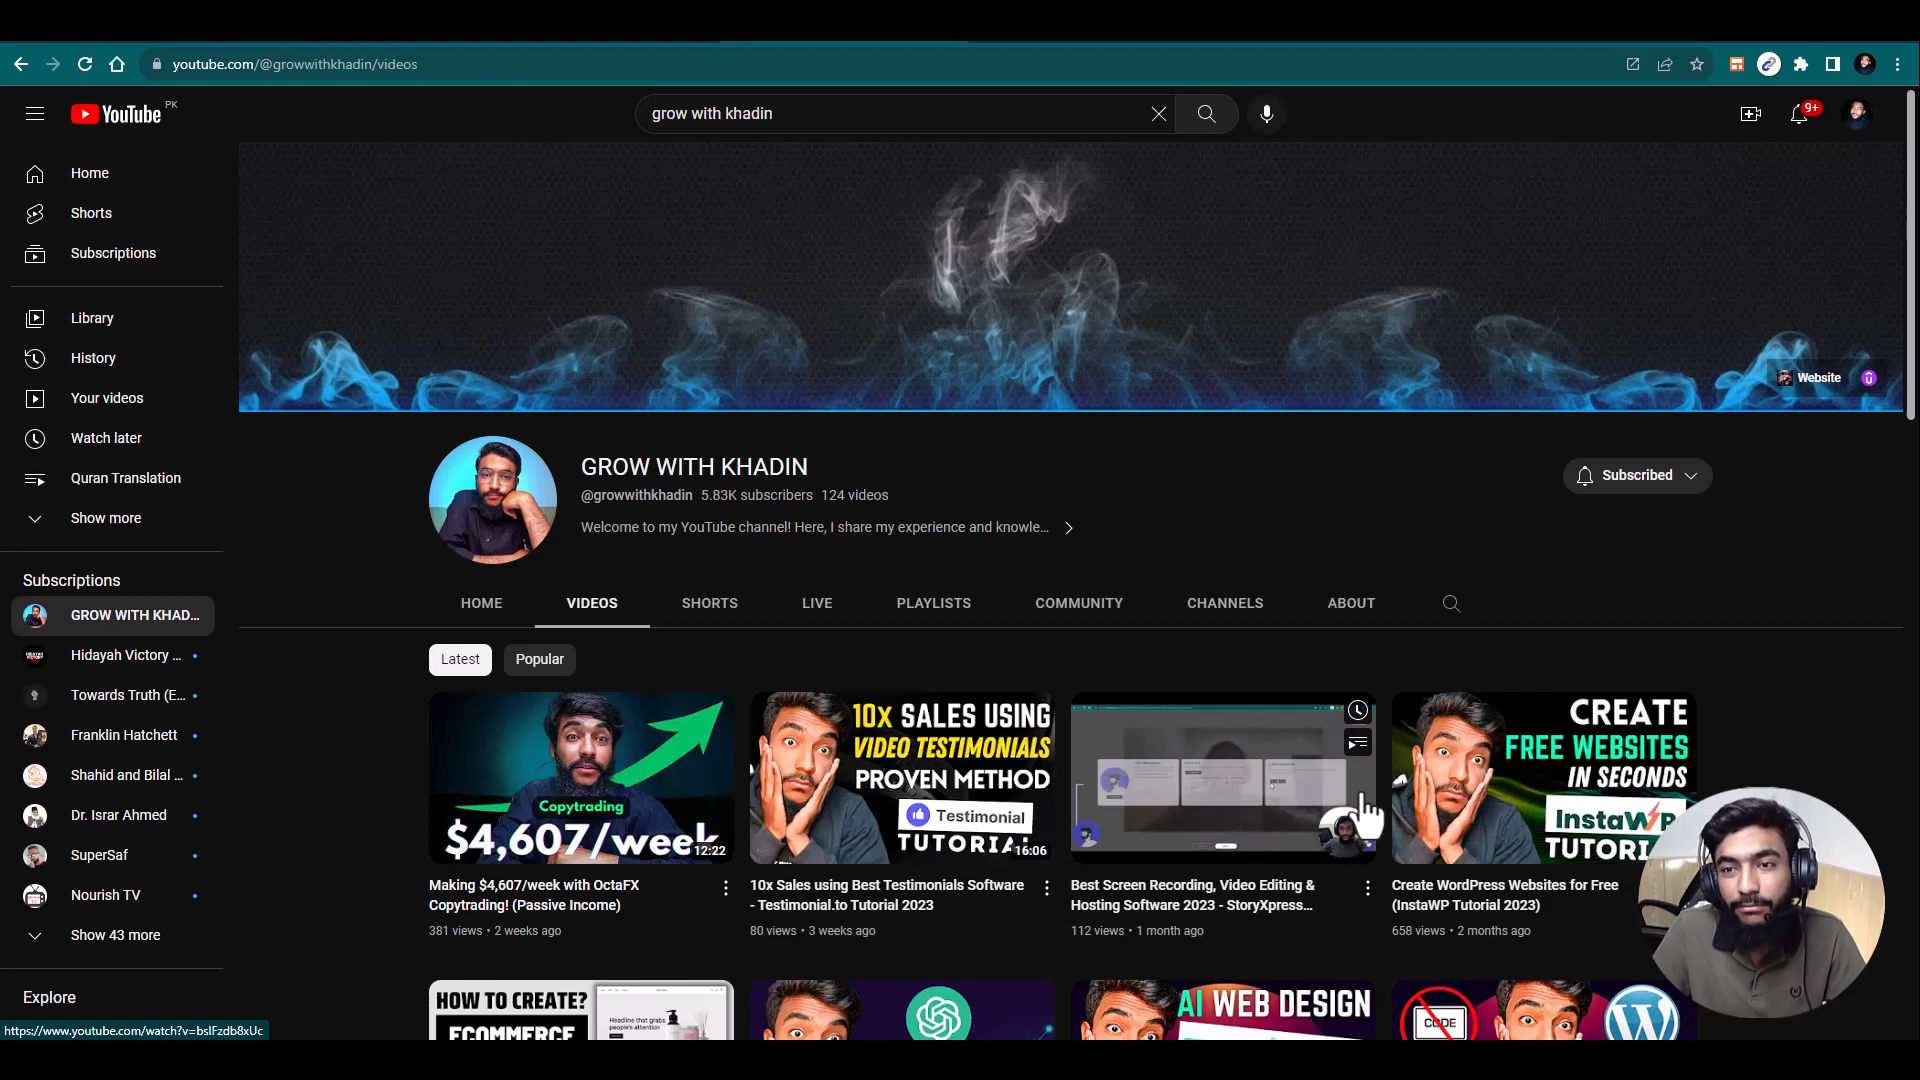 youtube.com/@growwithkhadin/videos
YouTube PK
grow with khadin
9+
Home
Shorts
Subscriptions
Library
History
Your videos
Watch later
Quran Translation
Show more
Subscriptions
GROW WITH KHAD...
Hidayah Victory ...
Towards Truth (E...
Franklin Hatchett
Shahid and Bilal ...
Dr. Israr Ahmed
SuperSaf
Nourish TV
Show 43 more
Explore
https://www.youtube.com/watch?v=bsIFzdb8xUc
HK
Website
GROW WITH KHADIN
@growwithkhadin 5.83K subscribers 124 videos
Welcome to my YouTube channel! Here, I share my experience and knowle...
Subscribed
HOME VIDEOS SHORTS LIVE PLAYLISTS COMMUNITY CHANNELS ABOUT
Latest Popular
Copytrading
$4,607/week
12:22
Making $4,607/week with OctaFX
Copytrading! (Passive Income)
381 views • 2 weeks ago
10x SALES USING
VIDEO TESTIMONIALS
PROVEN METHOD
Testimonial
TUTORIAL
16:06
10x Sales using Best Testimonials Software
- Testimonial.to Tutorial 2023
80 views • 3 weeks ago
Best Screen Recording, Video Editing &
Hosting Software 2023 - StoryXpress...
112 views • 1 month ago
CREATE
FREE WEBSITES
IN SECONDS
InstaWP
TUTORI
Create WordPress Websites for Free
(InstaWP Tutorial 2023)
658 views • 2 months ago
HOW TO CREATE?
ECOMMERCE
Headline that grabs
people's attention
AI WEB DESIGN
CODE